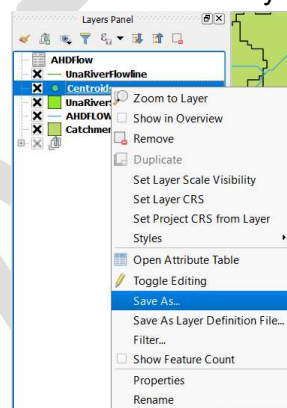 Layers Panel
AHDFlow
UnaRiverFlowline
Centroids
UnaRiverS
AHDFLOW
Catchmer
Zoom to Layer
Show in Overview
Remove
Duplicate
Set Layer Scale Visibility
Set Layer CRS
Set Project CRS from Layer
Styles
Open Attribute Table
Toggle Editing
Save As...
Save As Layer Definition File...
Filter...
Show Feature Count
Properties
Rename